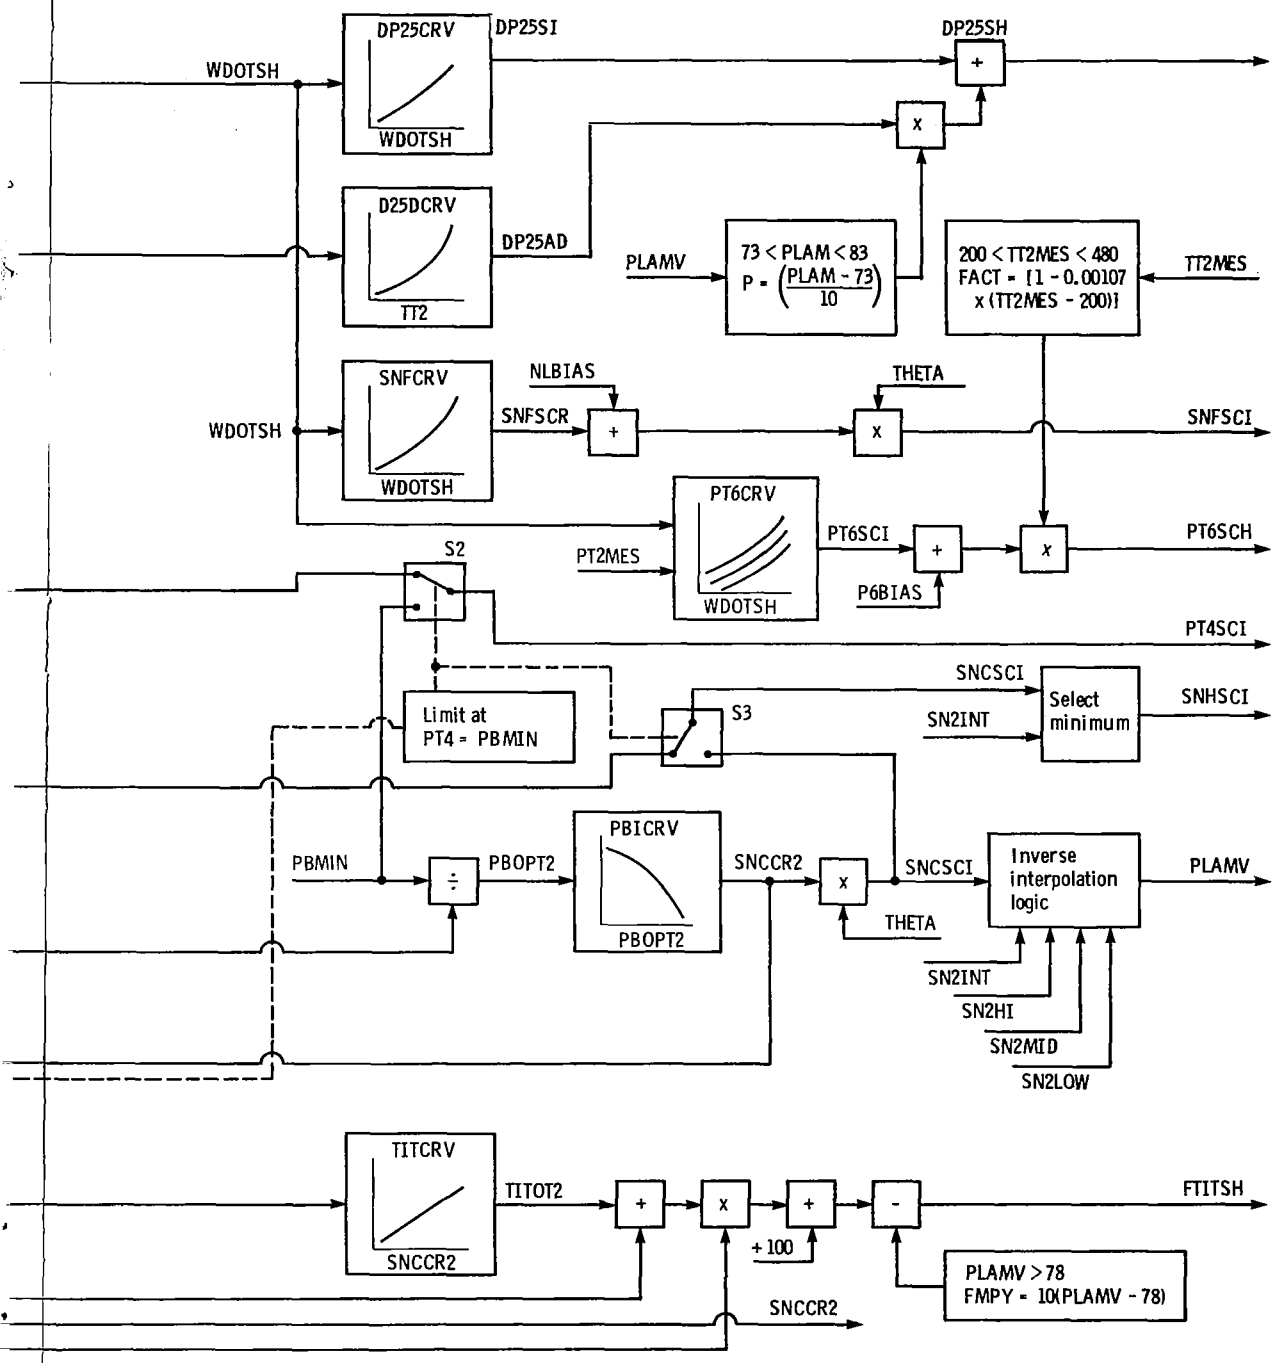 DP25CRV
DP25SI
DP25SH
WDOTSH
+
WDOTSH
x
D25DCRV
DP25AD
TT2
PLAMV
73 < PLAM < 83
P = (PLAM - 73 / 10)
200 < TT2MES < 480
FACT = [1 - 0.00107
x (TT2MES - 200)]
TT2MES
SNFCRV
NLBIAS
THETA
WDOTSH
SNFSCR
+
x
SNFSCI
WDOTSH
PT6CRV
PT6SCI
PT6SCH
+
x
PT2MES
P6BIAS
WDOTSH
S2
PT4SCI
SNCSCI
Limit at
PT4 = PBMIN
S3
SN2INT
Select
minimum
SNHSCI
PBICRV
PBMIN
÷
PBOPT2
SNCCR2
x
SNCSCI
Inverse
interpolation
logic
PLAMV
PBOPT2
THETA
SN2INT
SN2HI
SN2MID
SN2LOW
TITCRV
TITOT2
+
x
+
-
FTITSH
SNCCR2
+ 100
PLAMV > 78
FMPY = 10(PLAMV - 78)
SNCCR2